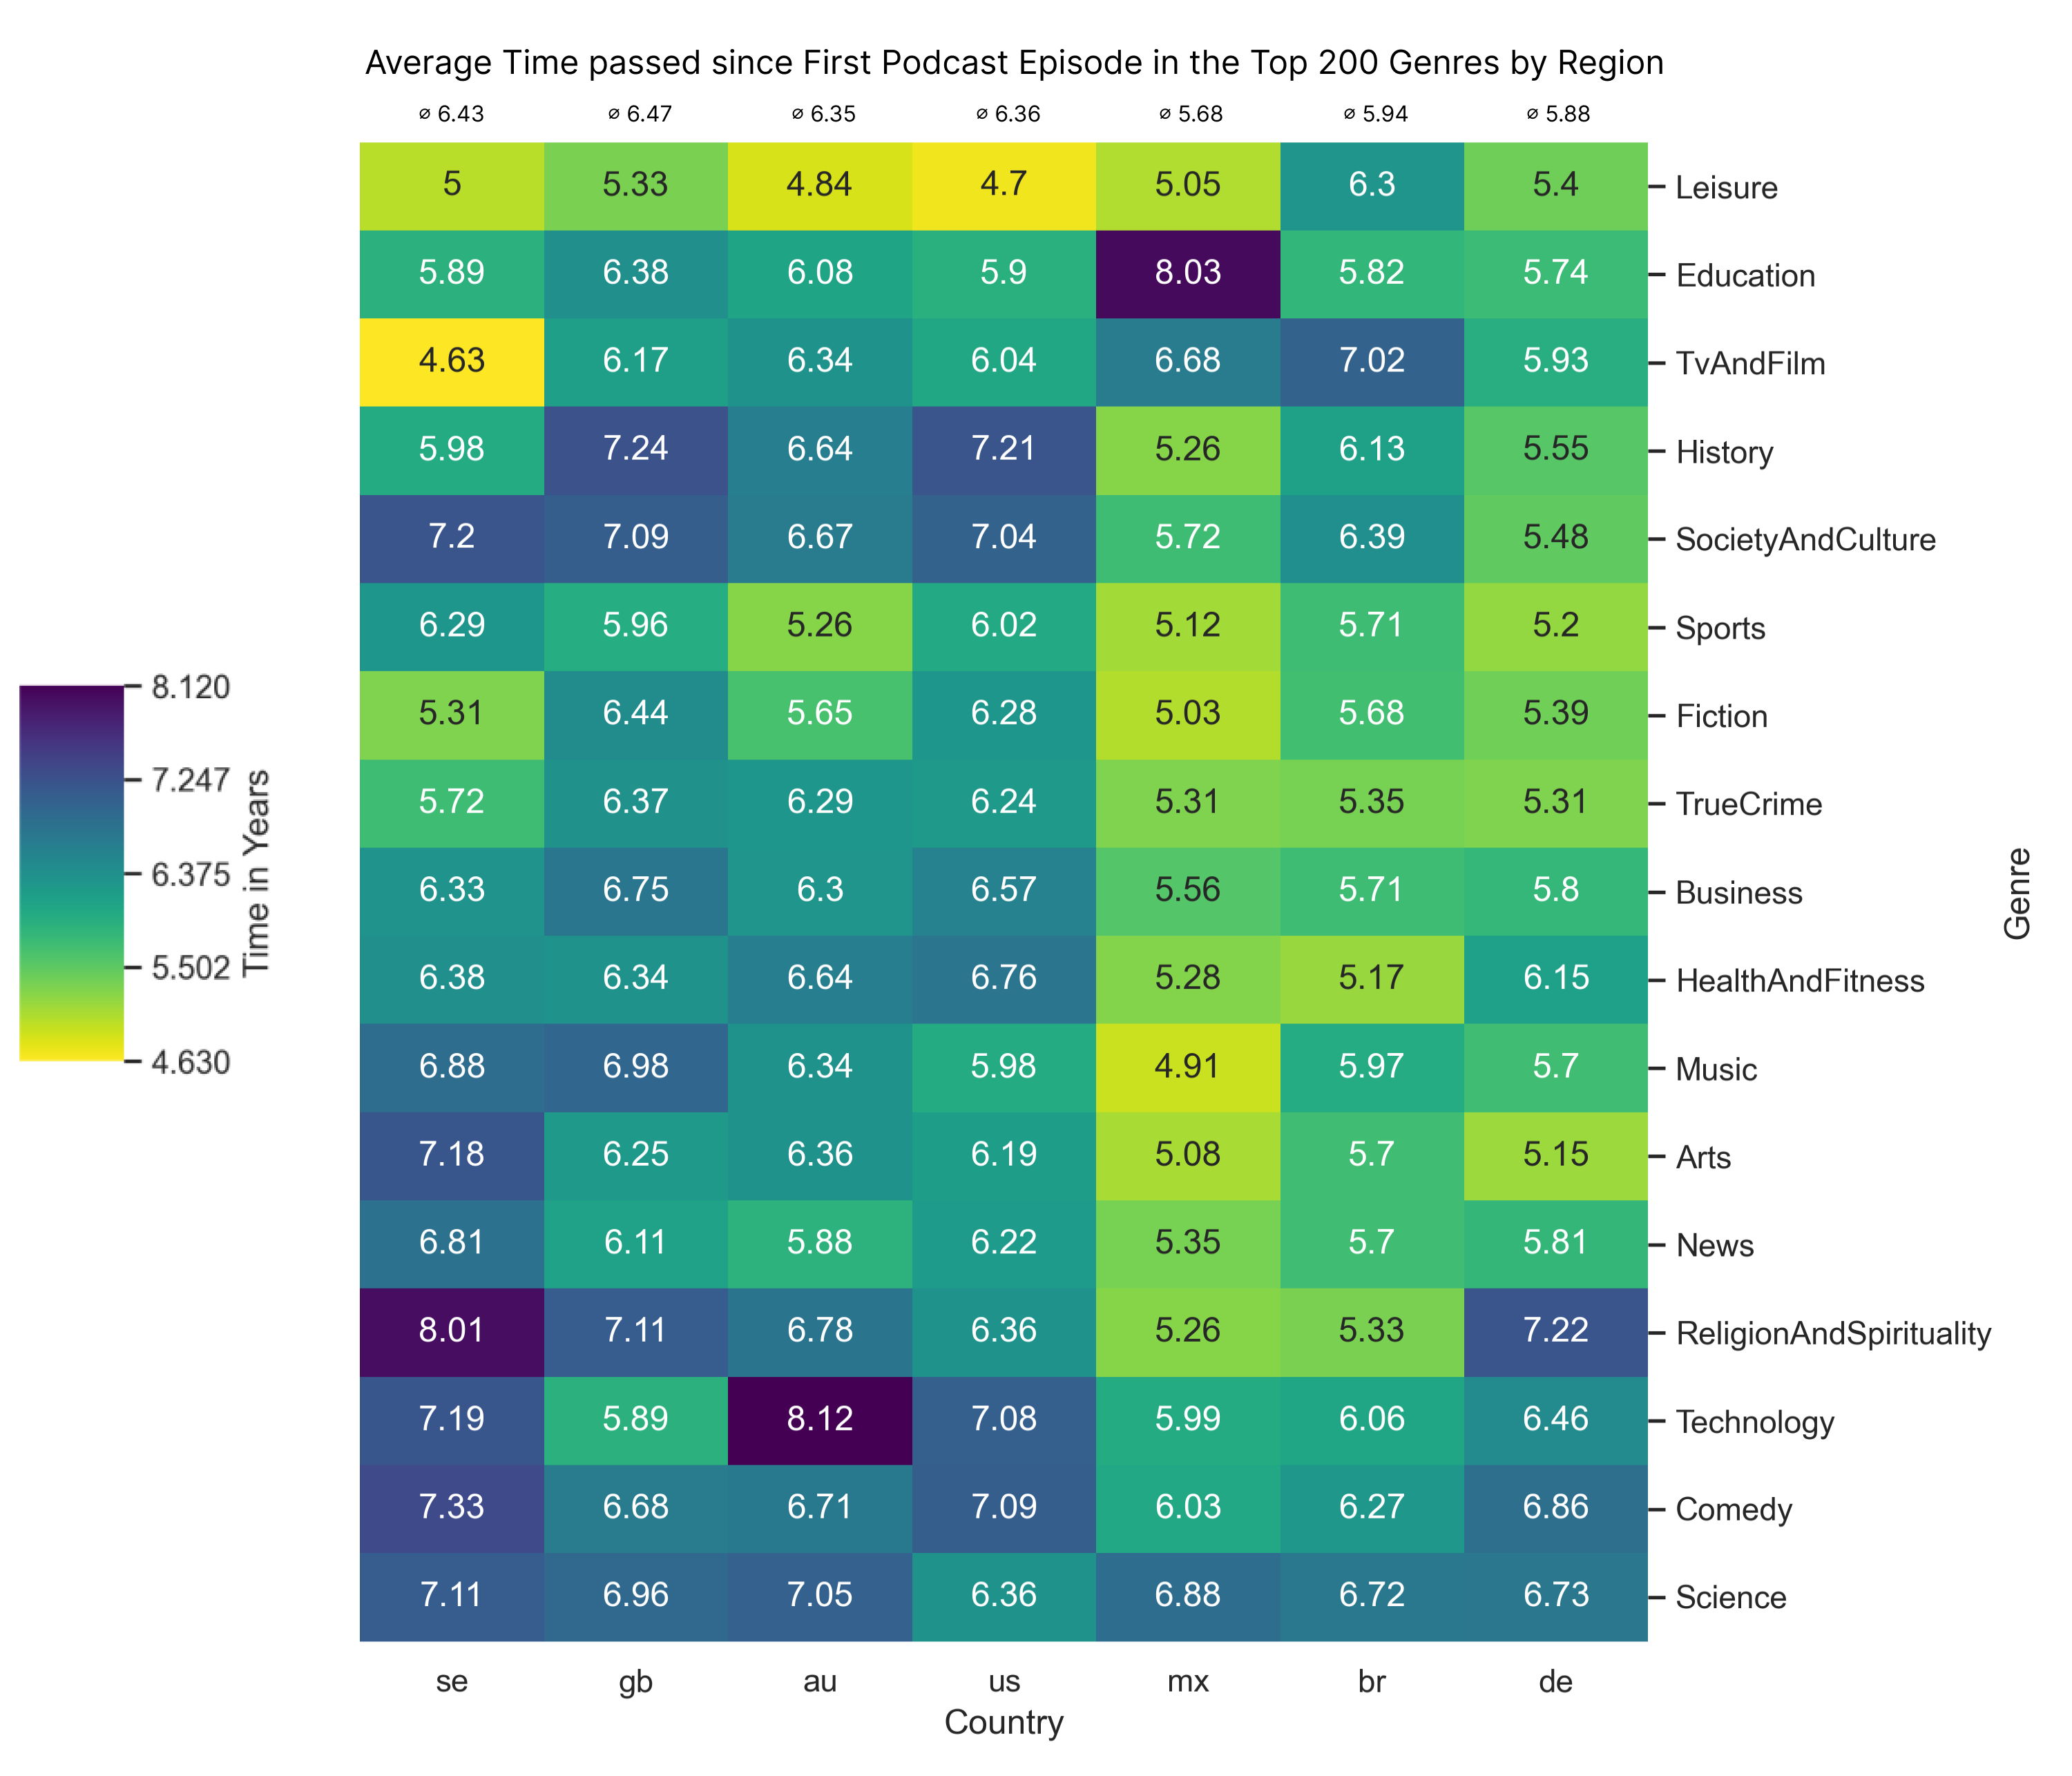 Average Time passed since First Podcast Episode in the Top 200 Genres by Region
⌀ 6.43 ⌀ 6.47 ⌀ 6.35 ⌀ 6.36 ⌀ 5.68 ⌀ 5.94 ⌀ 5.88
5 5.33 4.84 4.7 5.05 6.3 5.4 Leisure
5.89 6.38 6.08 5.9 8.03 5.82 5.74 Education
4.63 6.17 6.34 6.04 6.68 7.02 5.93 TvAndFilm
5.98 7.24 6.64 7.21 5.26 6.13 5.55 History
7.2 7.09 6.67 7.04 5.72 6.39 5.48 SocietyAndCulture
6.29 5.96 5.26 6.02 5.12 5.71 5.2 Sports
5.31 6.44 5.65 6.28 5.03 5.68 5.39 Fiction
5.72 6.37 6.29 6.24 5.31 5.35 5.31 TrueCrime
6.33 6.75 6.3 6.57 5.56 5.71 5.8 Business
6.38 6.34 6.64 6.76 5.28 5.17 6.15 HealthAndFitness
6.88 6.98 6.34 5.98 4.91 5.97 5.7 Music
7.18 6.25 6.36 6.19 5.08 5.7 5.15 Arts
6.81 6.11 5.88 6.22 5.35 5.7 5.81 News
8.01 7.11 6.78 6.36 5.26 5.33 7.22 ReligionAndSpirituality
7.19 5.89 8.12 7.08 5.99 6.06 6.46 Technology
7.33 6.68 6.71 7.09 6.03 6.27 6.86 Comedy
7.11 6.96 7.05 6.36 6.88 6.72 6.73 Science
se gb au us mx br de
Country
Genre
8.120
7.247
6.375
5.502
4.630
Time in Years